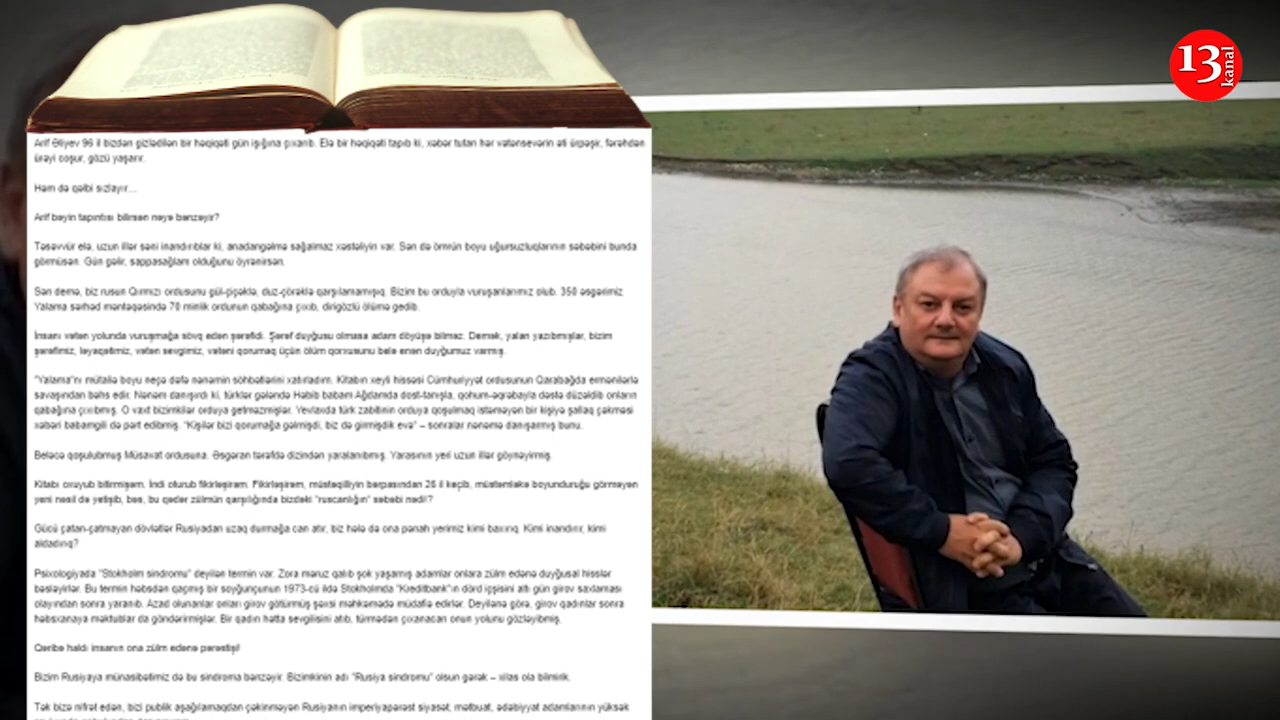 13
kanal
Arif Əliyev 96 il bizdən gizlədilən bir həqiqəti gün işığına çıxarıb. Elə bir həqiqəti tapıb ki, xəbər tutan hər vətənsevərin əti ürpəşir, fərəhdən
ürəyi coşur, gözü yaşarır.
Həm də qəlbi sızlayır...
Arif bəyin tapıntısı bilirsən nəyə bənzəyir?
Təsəvvür elə, uzun illər səni inandırıblar ki, anadangəlmə sağalmaz xəstəliyin var. Sən də ömrün boyu uğursuzluqlarının səbəbini bunda
görmüsən. Gün gəlir, sappasağlam olduğunu öyrənirsən.
Sən demə, biz rusun Qırmızı ordusunu gül-çiçəklə, duz-çörəklə qarşılamamışıq. Bizim bu orduyla vuruşanlarımız olub. 350 əsgərimiz
Yalama sərhəd məntəqəsində 70 minlik ordunun qabağına çıxıb, dirigözlü ölümə gedib.
İnsanı vətən yolunda vuruşmağa sövq edən şərəfdi. Şərəf duyğusu olmasa adam döyüşə bilməz. Demək, yalan yazıbmışlar, bizim
şərəfimiz, ləyaqətimiz, vətən sevgimiz, vətəni qorumaq üçün ölüm qorxusunu belə enən duyğumuz varmış.
"Yalama"nı mütaliə boyu neçə dəfə nənəmin söhbətlərini xatırladım. Kitabın xeyli hissəsi Cümhuriyyət ordusunun Qarabağda ermənilərlə
savaşından bəhs edir. Nənəm danışırdı ki, türklər gələndə Həbib babam Ağdamda dost-tanışla, qohum-əqrəbayla dəstə düzəldib onların
qabağına çıxıbmış. O vaxt bizimkilər orduya getməzmişlər. Yevlaxda türk zabitinin orduya qoşulmaq istəməyən bir kişiyə şallaq çəkməsi
xəbəri babamgili də pərt edibmiş. "Kişilər bizi qorumağa gəlmişdi, biz də girmişdik evə" – sonralar nənəmə danışarmış bunu.
Beləcə qoşulubmuş Müsavat ordusuna. Əsgəran tərəfdə dizindən yaralanıbmış. Yarasının yeri uzun illər göynəyirmiş.
Kitabı oxuyub bitirmişəm. İndi oturub fikirləşirəm. Fikirləşirəm, müstəqilliyin bərpasından 26 il keçib, müstəmləkə boyunduruğu görməyən
yeni nəsil də yetişib, bəs, bu qədər zülmün qarşılığında bizdəki "ruscanlığın" səbəbi nədi!?
Gücü çatan-çatmayan dövlətlər Rusiyadan uzaq durmağa can atır, biz hələ də ona pənah yerimiz kimi baxırıq. Kimi inandırır, kimi
aldadırıq?
Psixologiyada "Stokholm sindromu" deyilən termin var. Zora məruz qalıb şok yaşamış adamlar onlara zülm edənə duyğusal hisslər
bəsləyirlər. Bu termin həbsdən qaçmış bir soyğunçunun 1973-cü ildə Stokholmda "Kreditbank"ın dörd işçisini altı gün girov saxlaması
olayından sonra yaranıb. Azad olunanlar onları girov götürmüş şəxsi məhkəmədə müdafiə edirlər. Deyilənə görə, girov qadınlar sonra
həbsxanaya məktublar da göndərirmişlər. Bir qadın hətta sevgilisini atıb, türmədən çıxanacan onun yolunu gözləyibmiş.
Qəribə haldı insanın ona zülm edənə pərəstişi!
Bizim Rusiyaya münasibətimiz də bu sindroma bənzəyir. Bizimkinin adı "Rusiya sindromu" olsun gərək – xilas ola bilmirik.
Tək bizə nifrət edən, bizi publik aşağılamaqdan çəkinməyən Rusiyanın imperiyapərəst siyasət, mətbuat, ədəbiyyat adamlarının yüksək